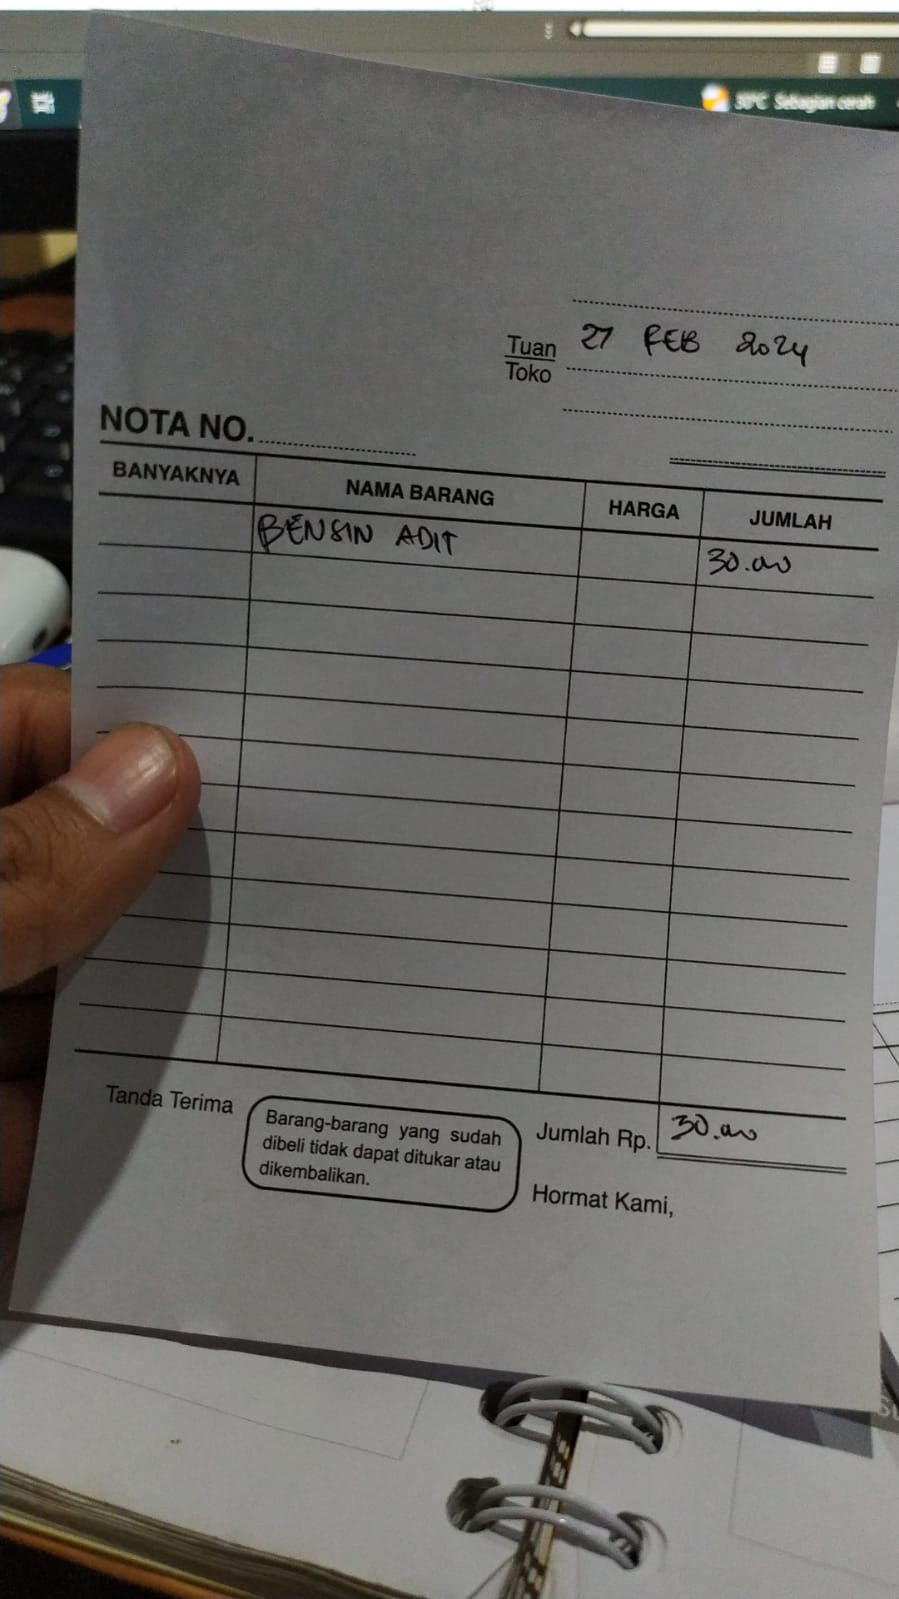 30°C Sebagian cerah
Tuan
Toko
27 FEB 2024
NOTA NO.
BANYAKNYA NAMA BARANG HARGA JUMLAH
BENSIN ADIT 30.000
Tanda Terima
Barang-barang yang sudah
dibeli tidak dapat ditukar atau
dikembalikan.
Jumlah Rp. 30.000
Hormat Kami,